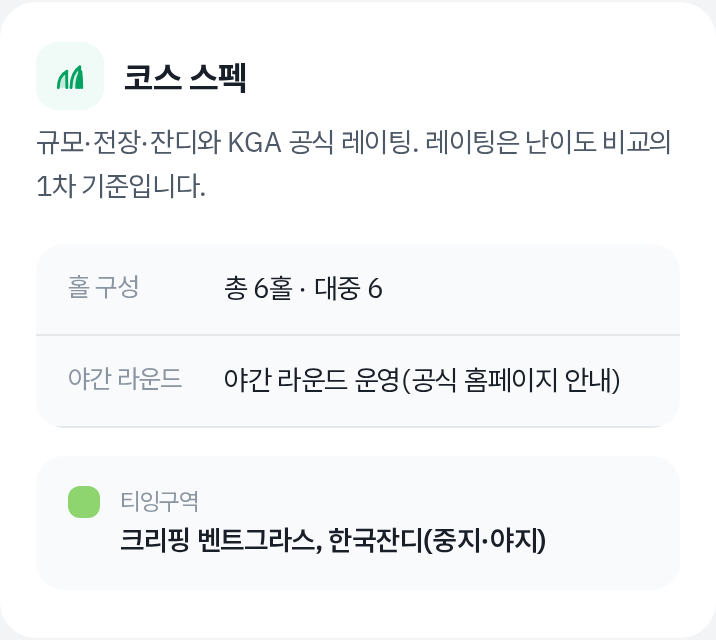 코스 스펙
규모·전장·잔디와 KGA 공식 레이팅. 레이팅은 난이도 비교의
1차 기준입니다.
홀 구성 총 6홀 · 대중 6
야간 라운드 야간 라운드 운영(공식 홈페이지 안내)
티잉구역
크리핑 벤트그라스, 한국잔디(중지·야지)